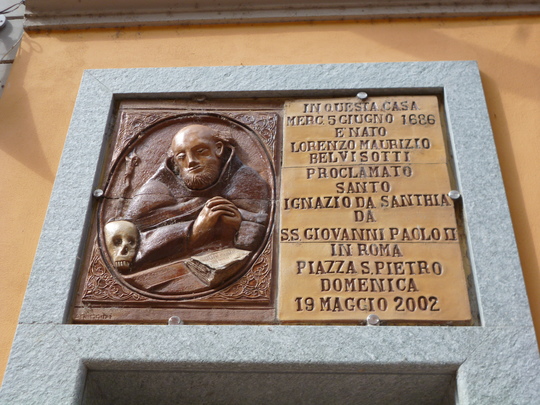 IN QUESTA CASA
MERC. 5 GIUGNO 1686
E' NATO
LORENZO MAURIZIO
BELVISOTTI
PROCLAMATO
SANTO
IGNAZIO DA SANTHIA
DA
S.S. GIOVANNI PAOLO II
IN ROMA
PIAZZA S. PIETRO
DOMENICA
19 MAGGIO 2002